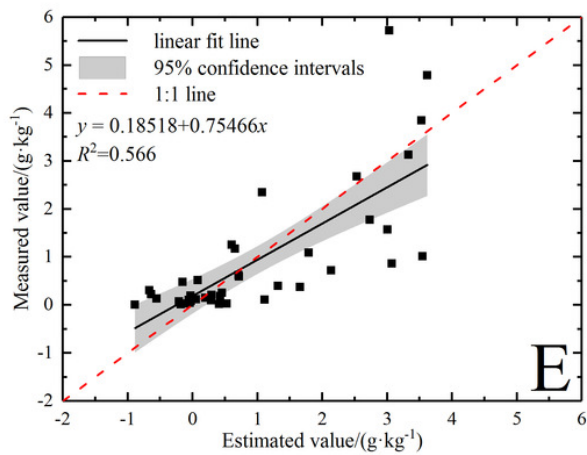 linear fit line
95% confidence intervals
1:1 line
y = 0.18518+0.75466x
R²=0.566
6
5
4
3
2
1
0
-1
-2
Measured value/(g·kg⁻¹)
E
-2 -1 0 1 2 3 4 5 6
Estimated value/(g·kg⁻¹)